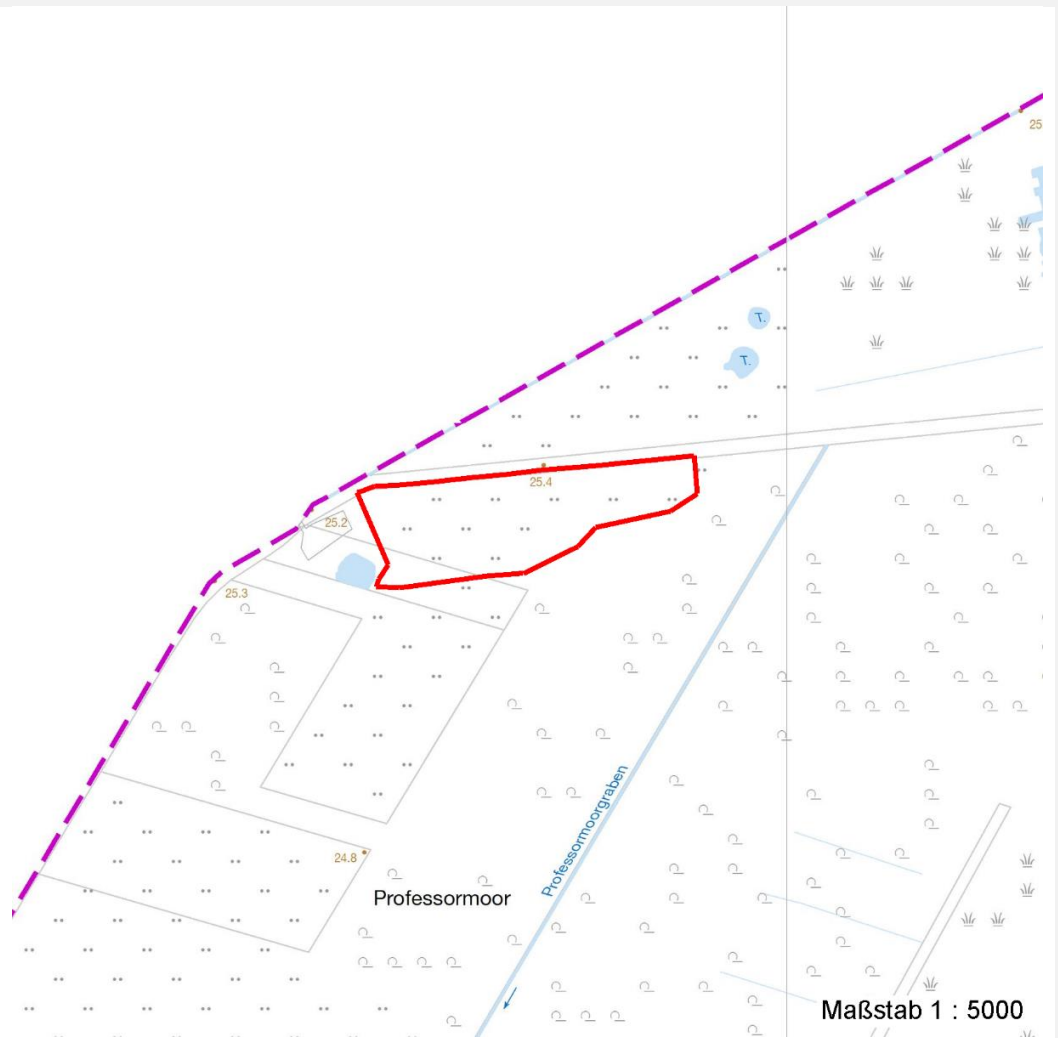 25
T.
T.
25.4
25.2
25.3
24.8
Professormoor
Professormoorgraben
Maßstab 1 : 5000